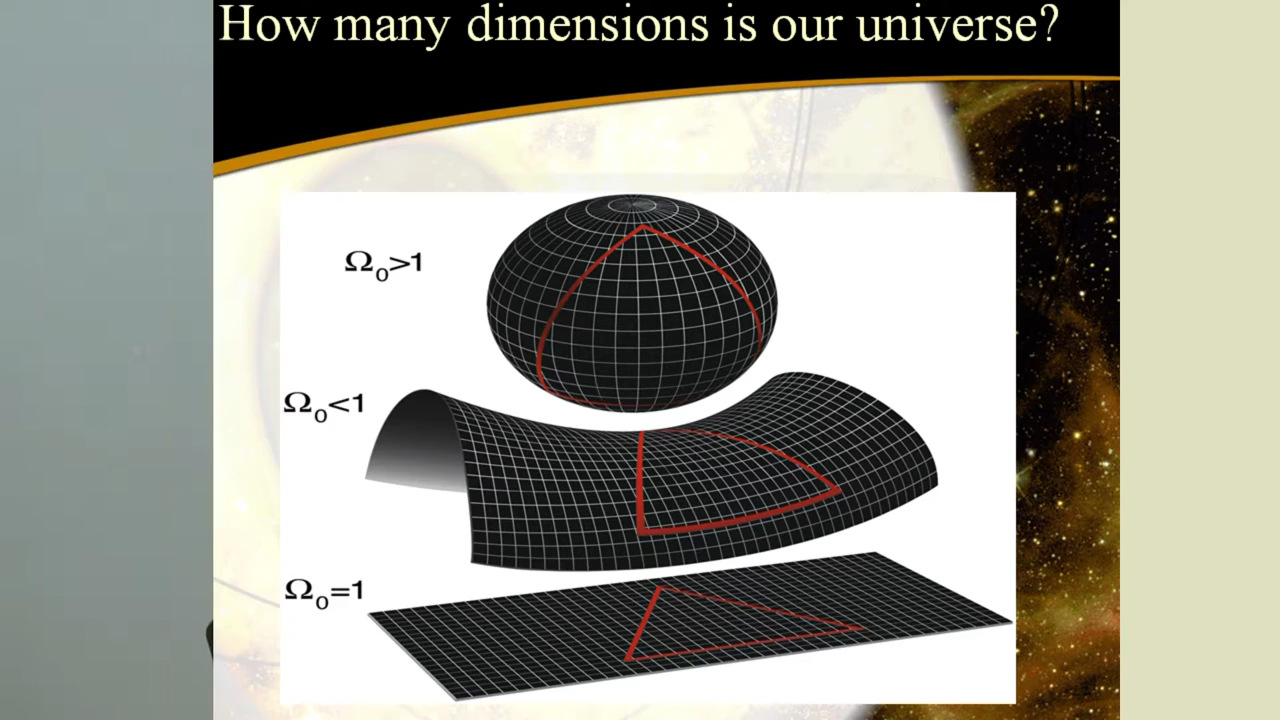 How many dimensions is our universe?
Ω₀>1
Ω₀<1
Ω₀=1